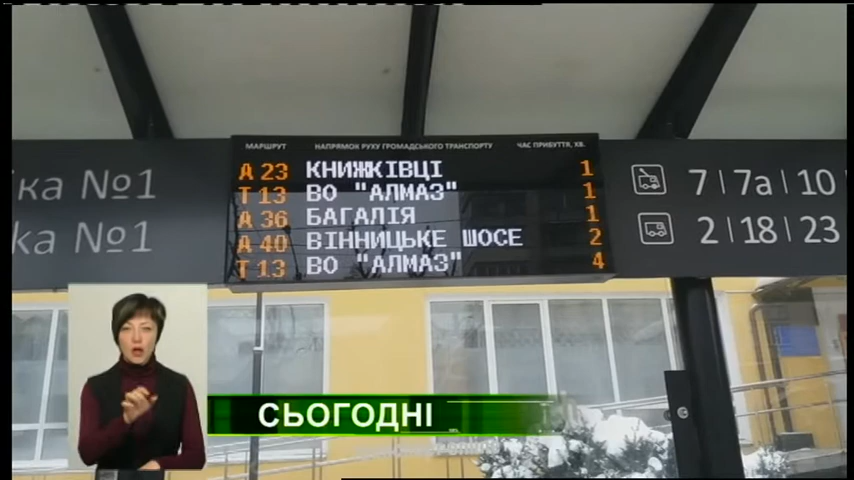 МАРШРУТ НАПРЯМОК РУХУ ГРОМАДСЬКОГО ТРАНСПОРТУ ЧАС ПРИБУТТЯ, ХВ.
А 23 КНИЖКІВЦІ 1
Т 13 ВО "АЛМАЗ" 1
А 36 БАГАЛІЯ 1
А 40 ВІННИЦЬКЕ ШОСЕ 2
Т 13 ВО "АЛМАЗ" 4
ка №1
ка №1
7 | 7а | 10
2 | 18 | 23
СЬОГОДНІ